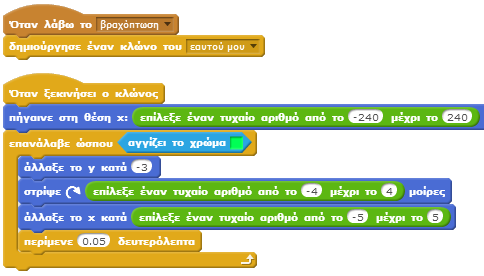 Όταν λάβω το βραχόπτωση
δημιούργησε έναν κλώνο του εαυτού μου
Όταν ξεκινήσει ο κλώνος
πήγαινε στη θέση x: επίλεξε έναν τυχαίο αριθμό από το -240 μέχρι το 240
επανάλαβε ώσπου αγγίζει το χρώμα
άλλαξε το y κατά -3
στρίψε επίλεξε έναν τυχαίο αριθμό από το -4 μέχρι το 4 μοίρες
άλλαξε το x κατά επίλεξε έναν τυχαίο αριθμό από το -5 μέχρι το 5
περίμενε 0.05 δευτερόλεπτα